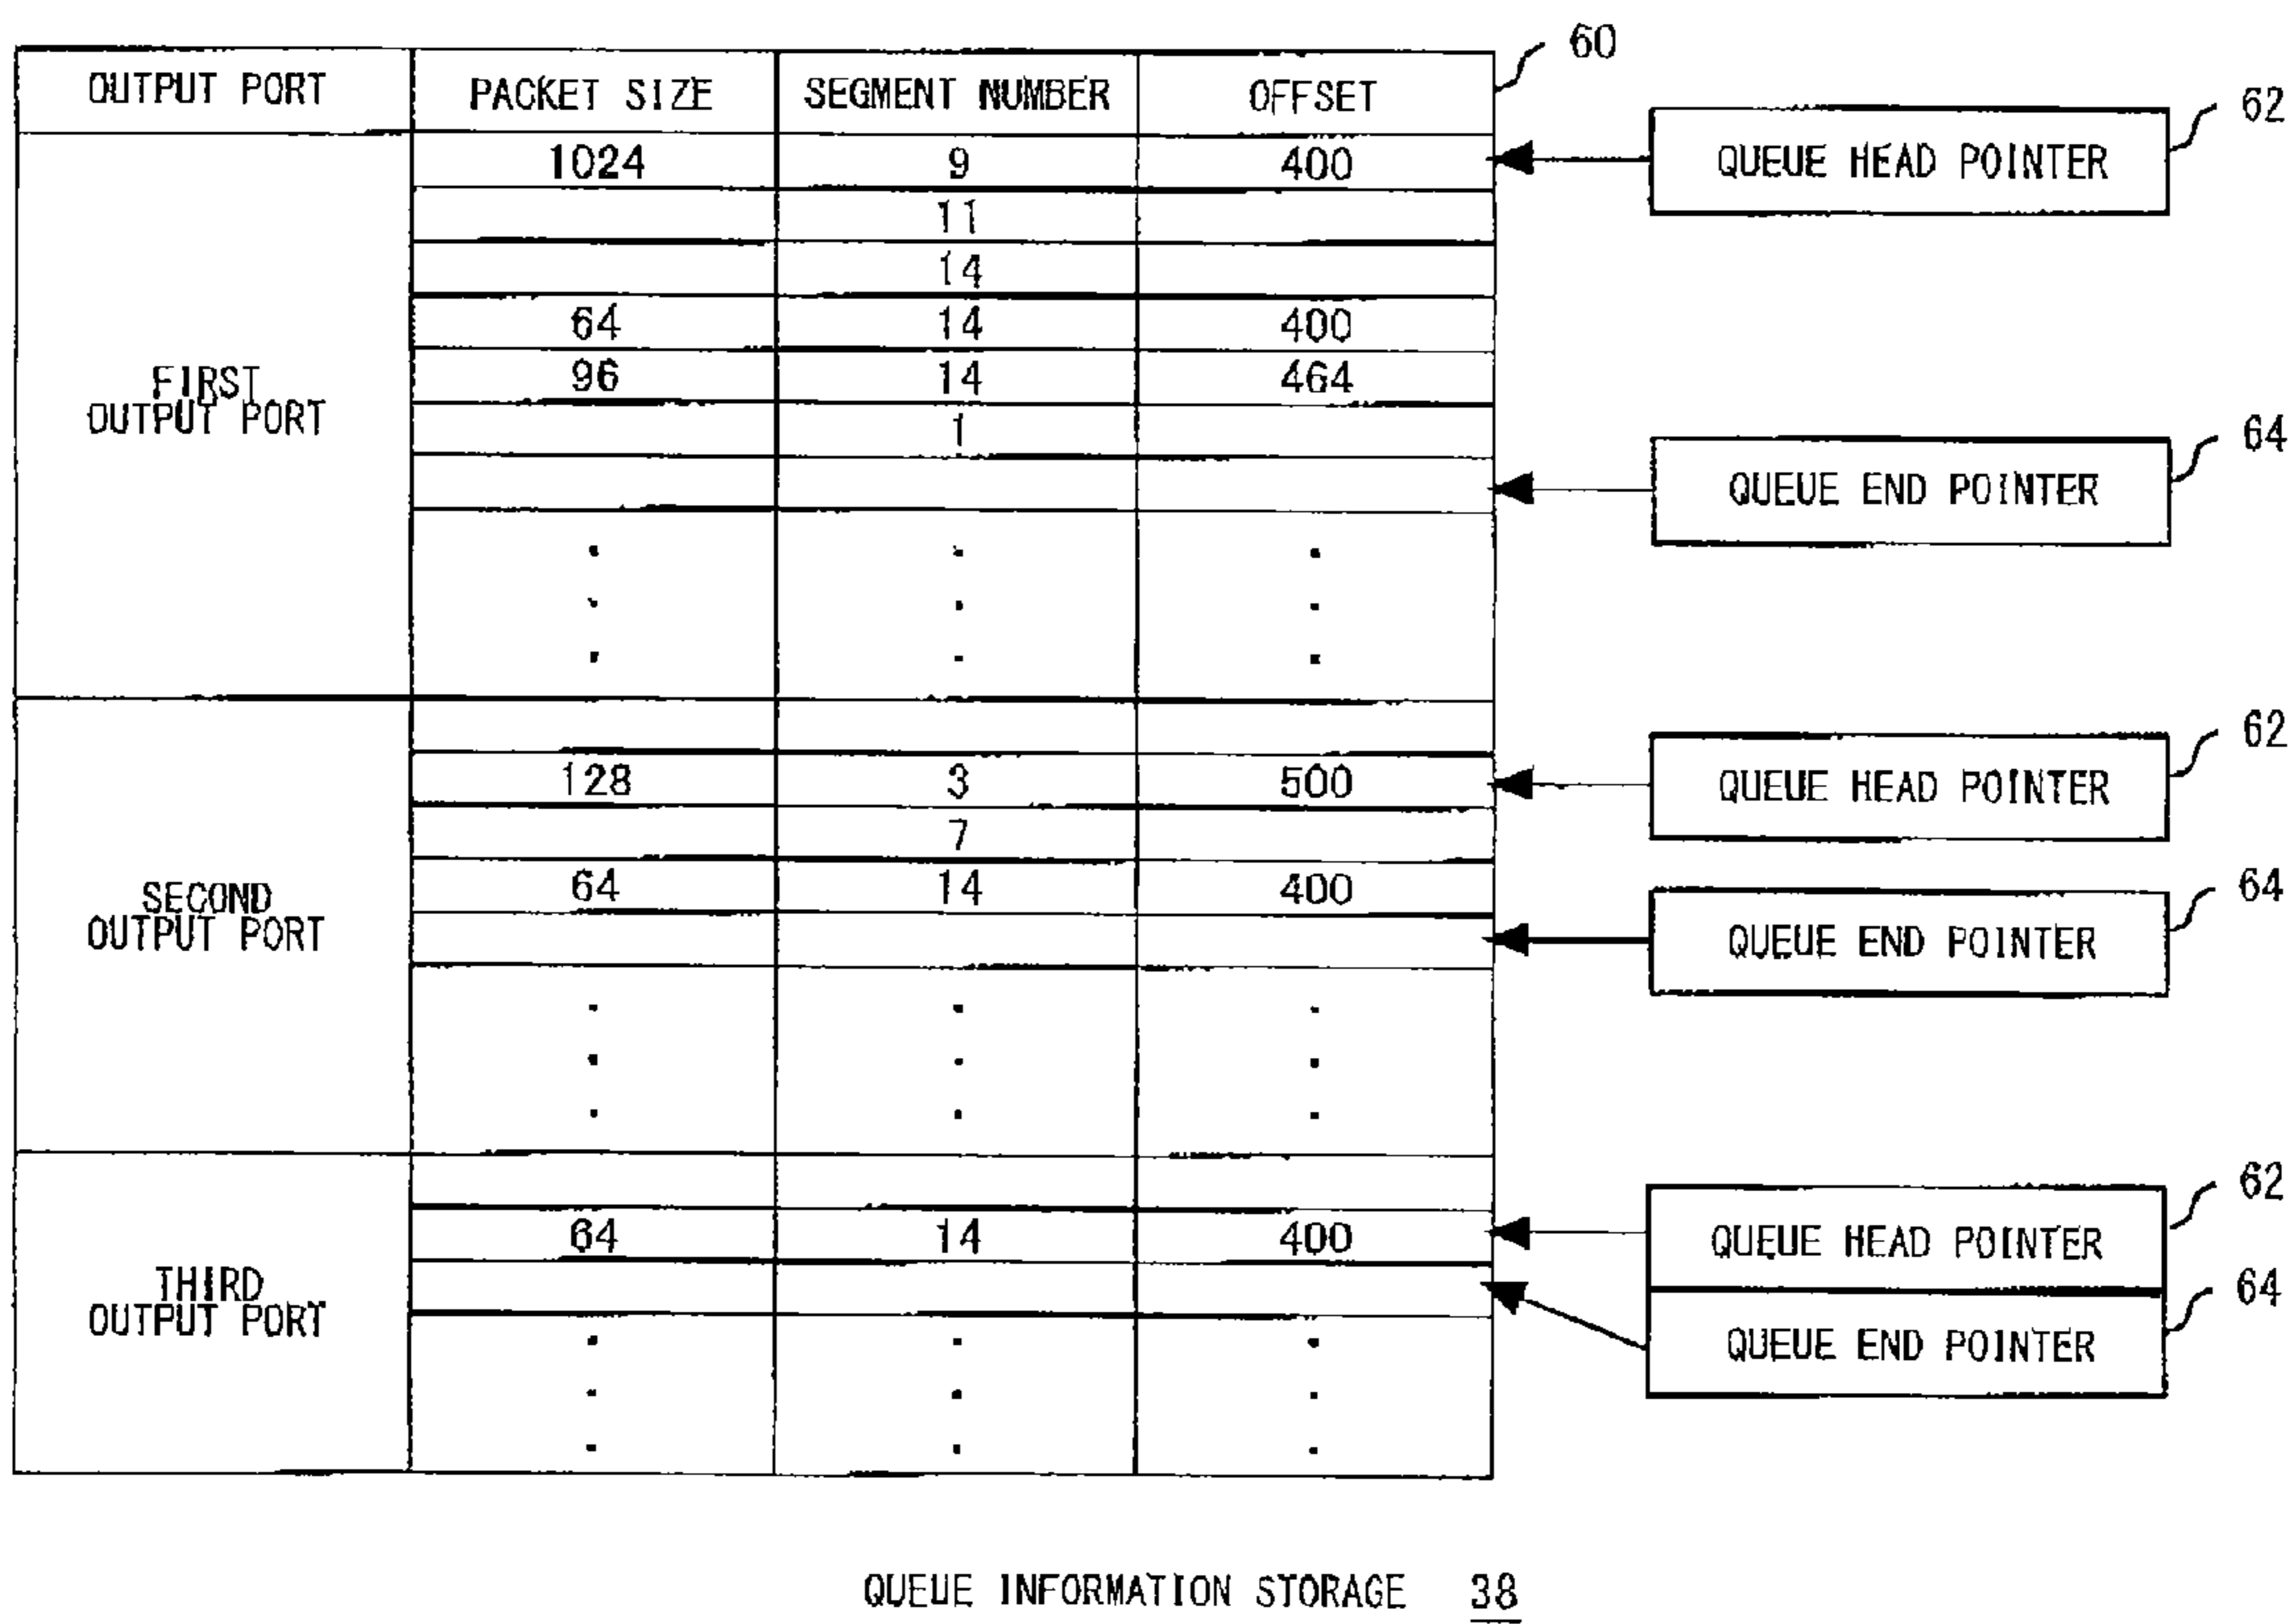 60
OUTPUT PORT PACKET SIZE SEGMENT NUMBER OFFSET
62
1024 9 400
QUEUE HEAD POINTER
11
14
64 14 400
96 14 464
FIRST
OUTPUT PORT
1
64
QUEUE END POINTER
62
128 3 500
QUEUE HEAD POINTER
7
64 14 400
64
SECOND
OUTPUT PORT
QUEUE END POINTER
62
64 14 400
QUEUE HEAD POINTER
THIRD
OUTPUT PORT
64
QUEUE END POINTER
QUEUE INFORMATION STORAGE 38